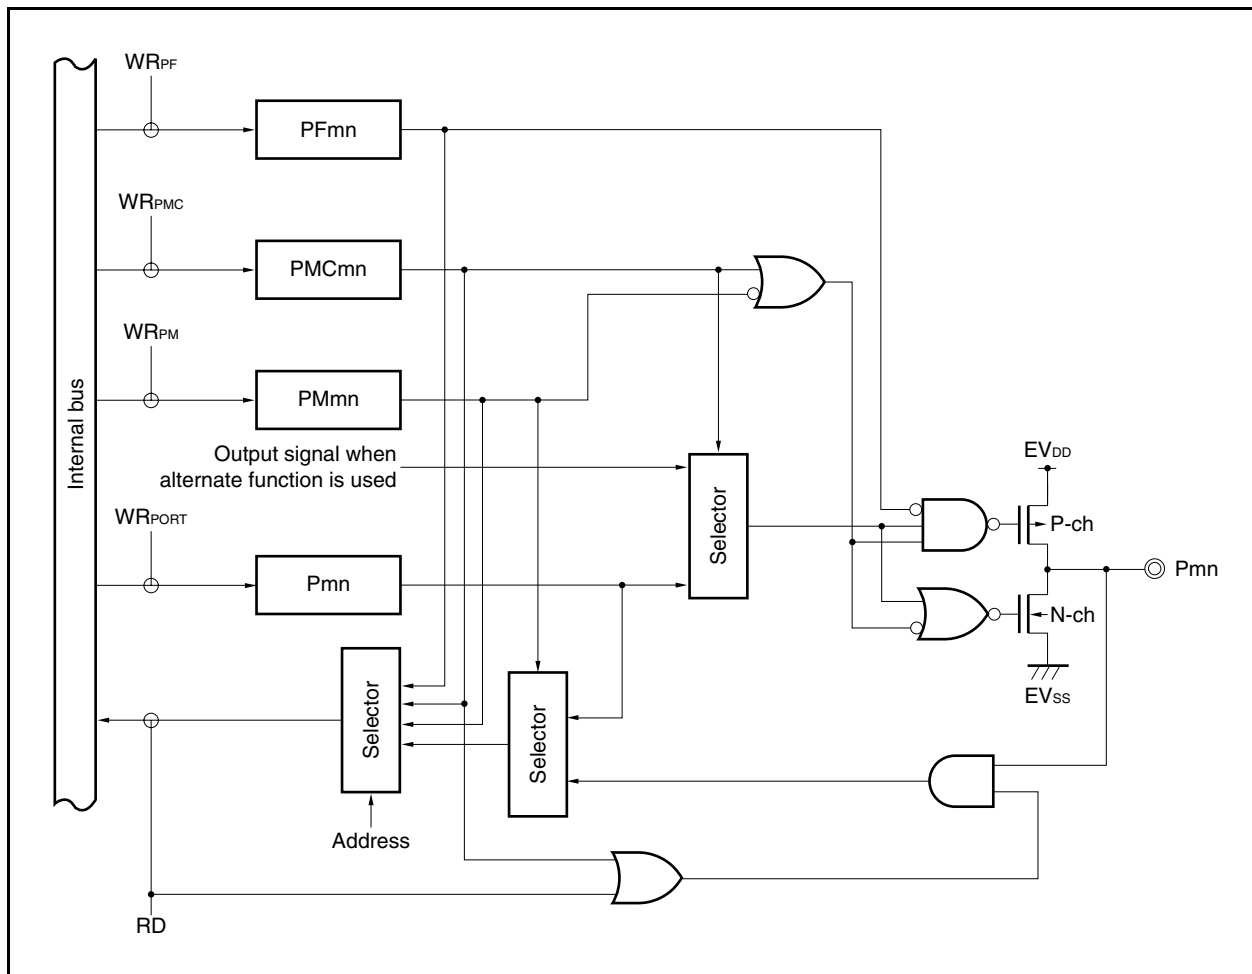 WRPF
PFmn
WRPMC
PMCmn
WRPM
PMmn
Internal bus
Output signal when
alternate function is used
Selector
EVDD
P-ch
WRPORT
Pmn
Pmn
N-ch
EVSS
Selector
Selector
Address
RD